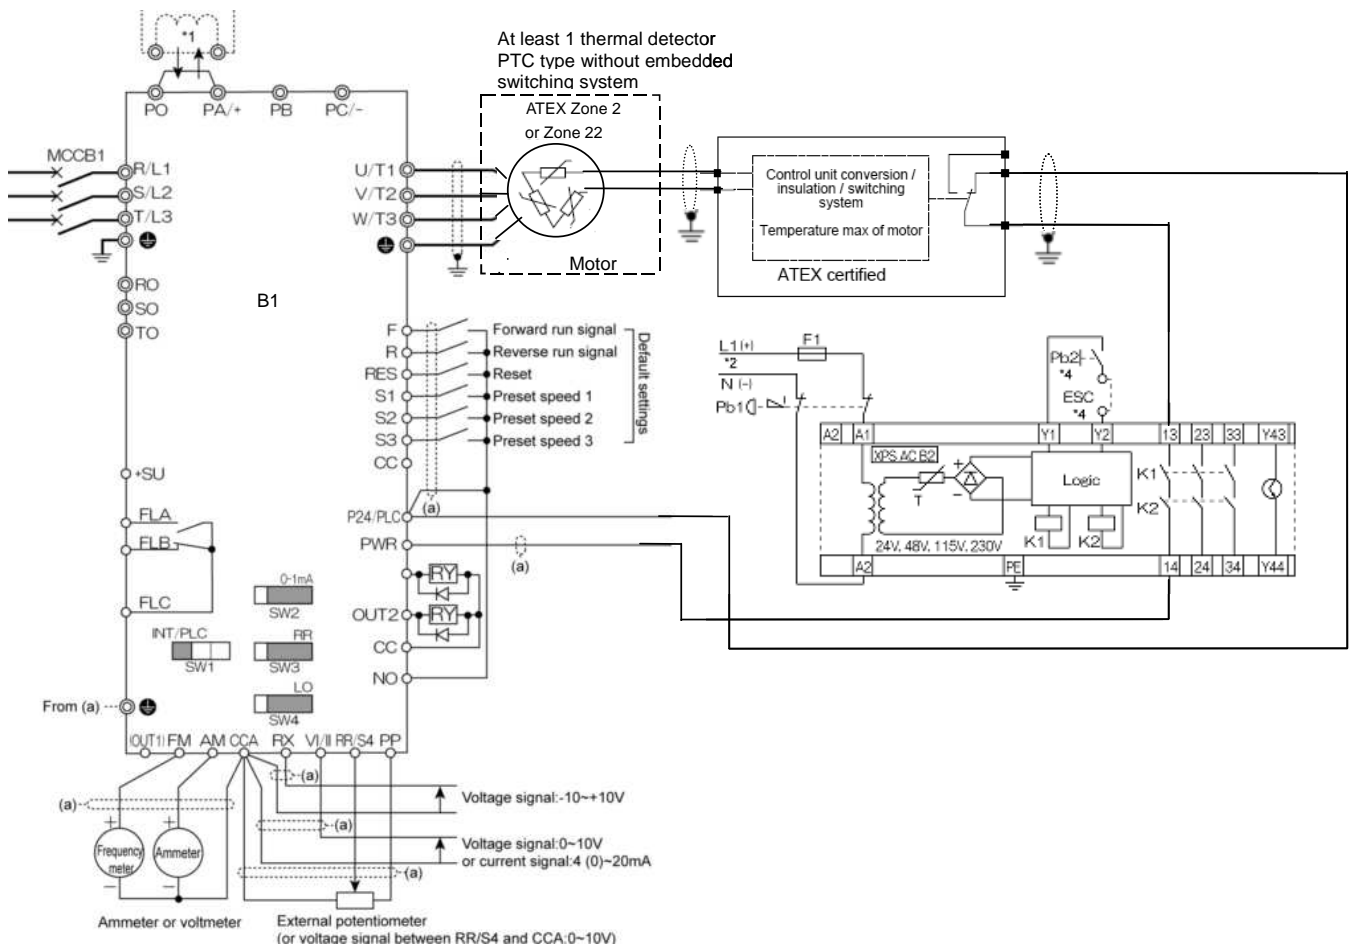 *1
PO
PA/+
PB
PC/-
At least 1 thermal detector
PTC type without embedded
switching system
ATEX Zone 2
or Zone 22
Motor
MCCB1
R/L1
S/L2
T/L3
RO
SO
TO
B1
U/T1
V/T2
W/T3
Control unit conversion /
insulation / switching
system
Temperature max of motor
ATEX certified
F
R
RES
S1
S2
S3
CC
Forward run signal
Reverse run signal
Reset
Preset speed 1
Preset speed 2
Preset speed 3
Default settings
(a)
P24/PLC
PWR
(a)
RY
OUT2
RY
CC
NO
+SU
FLA
FLB
FLC
0-1mA
SW2
INT/PLC
SW1
RR
SW3
LO
SW4
From (a)
(OUT1)
FM
AM
CCA
RX
VI/II
RR/S4
PP
(a)
Voltage signal:-10~+10V
(a)
(a)
Voltage signal:0~10V
or current signal:4 (0)~20mA
(a)
+
+
Frequency
meter
Ammeter
−
−
Ammeter or voltmeter
External potentiometer
(or voltage signal between RR/S4 and CCA:0~10V)
L1 (+)
*2
F1
N (-)
Pb1
Pb2
*4
ESC
*4
A2
A1
Y1
Y2
13
23
33
Y43
XPS AC B2
T
+
−
Logic
K1
K2
K1
K2
24V, 48V, 115V, 230V
A2
PE
14
24
34
Y44